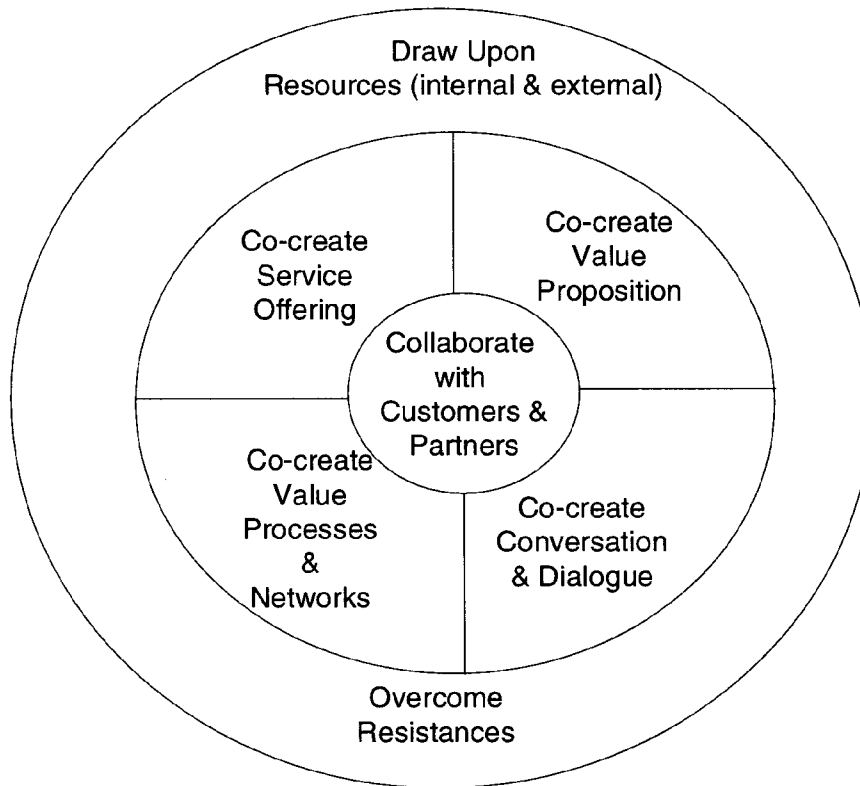 Draw Upon
Resources (internal & external)
Co-create
Service
Offering
Co-create
Value
Proposition
Collaborate
with
Customers &
Partners
Co-create
Value
Processes
&
Networks
Co-create
Conversation
& Dialogue
Overcome
Resistances